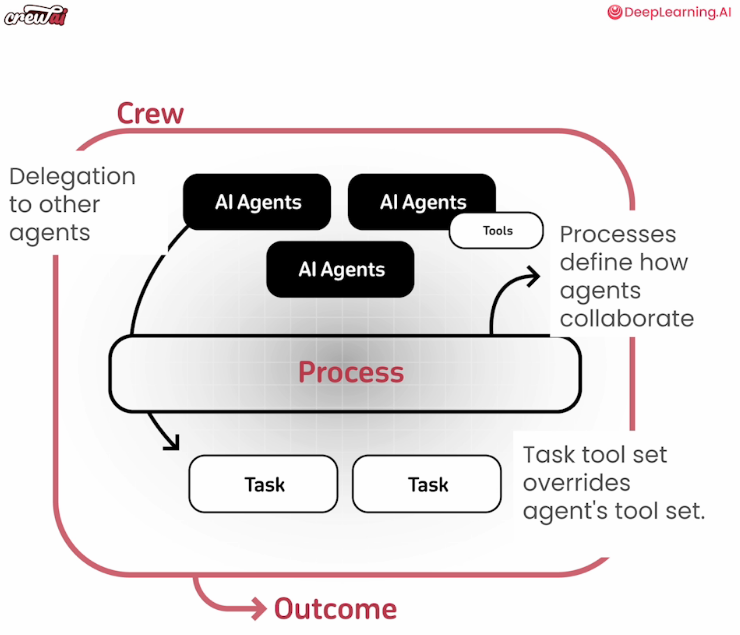 crewai
DeepLearning.AI
Crew
Delegation
to other
agents
AI Agents
AI Agents
Tools
AI Agents
Processes
define how
agents
collaborate
Process
Task tool set
overrides
agent's tool set.
Task
Task
Outcome